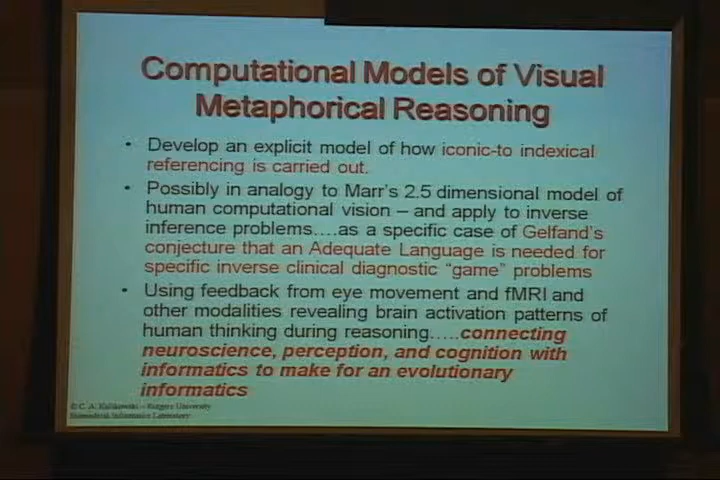 Computational Models of Visual
Metaphorical Reasoning
• Develop an explicit model of how iconic-to indexical
referencing is carried out.
• Possibly in analogy to Marr's 2.5 dimensional model of
human computational vision – and apply to inverse
inference problems....as a specific case of Gelfand's
conjecture that an Adequate Language is needed for
specific inverse clinical diagnostic "game" problems
• Using feedback from eye movement and fMRI and
other modalities revealing brain activation patterns of
human thinking during reasoning.....connecting
neuroscience, perception, and cognition with
informatics to make for an evolutionary
informatics
© C. A. Kulikowski – Rutgers University
Biomedical Informatics Laboratory